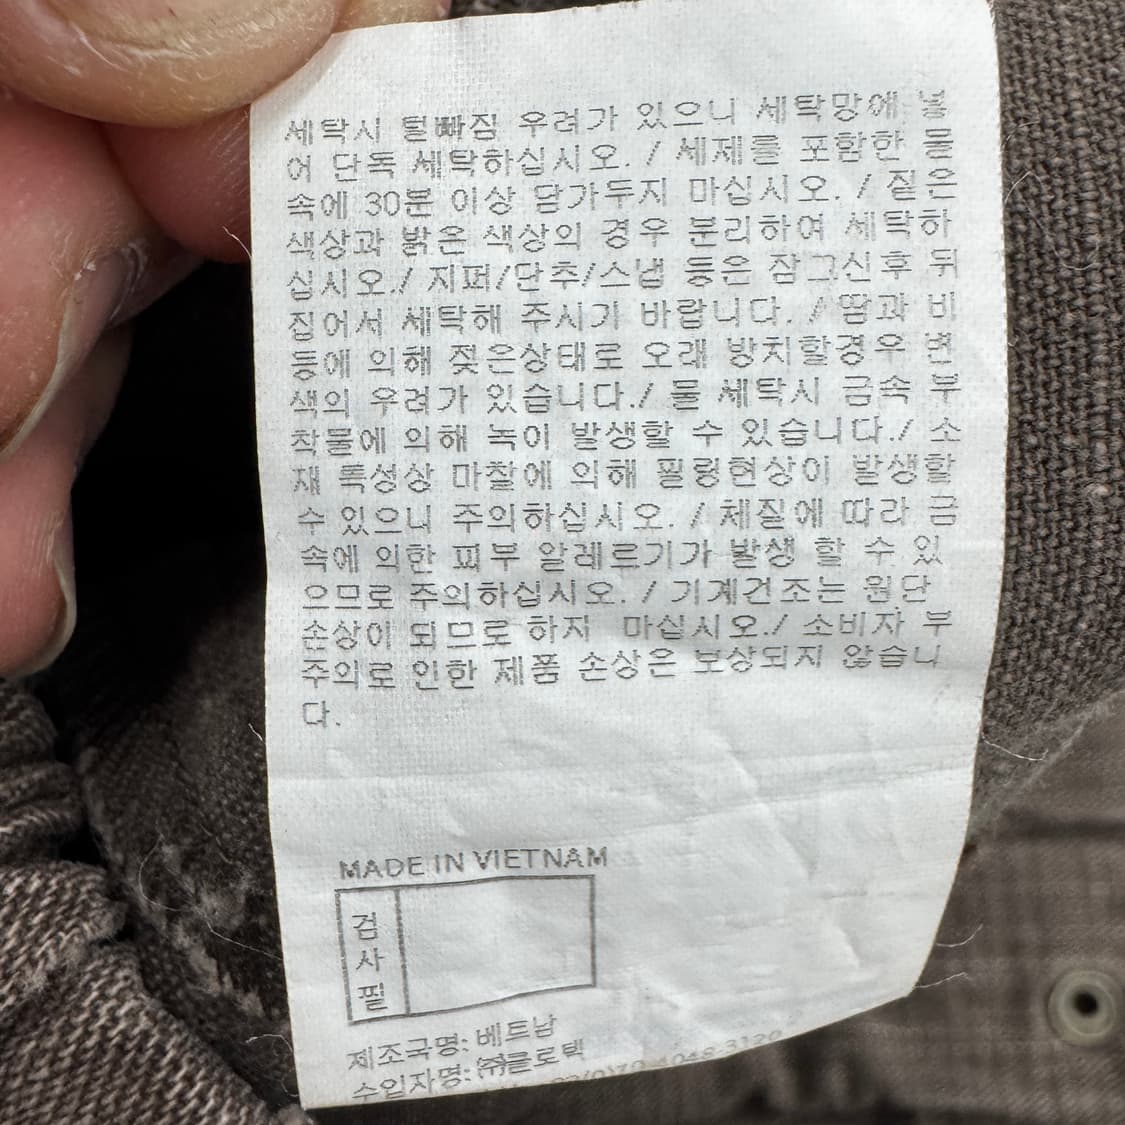 세탁시 털빠짐 우려가 있으니 세탁망에 넣
어 단독 세탁하십시오. / 세제를 포함한 물
속에 30분 이상 담가두지 마십시오. / 짙은
색상과 밝은 색상의 경우 분리하여 세탁하
십시오./ 지퍼/단추/스냅 등은 잠그신후 뒤
집어서 세탁해 주시기 바랍니다. / 땀과 비
등에 의해 젖은상태로 오래 방치할경우 변
색의 우려가 있습니다./ 물 세탁시 금속 부
착물에 의해 녹이 발생할 수 있습니다./ 소
재 특성상 마찰에 의해 필링현상이 발생할
수 있으니 주의하십시오. / 체질에 따라 금
속에 의한 피부 알레르기가 발생 할 수 있
으므로 주의하십시오. / 기계건조는 원단
손상이 되므로 하지 마십시오./ 소비자 부
주의로 인한 제품 손상은 보상되지 않습니
다.
MADE IN VIETNAM
검
사
필
제조국명: 베트남
수입자명: ㈜클로텍